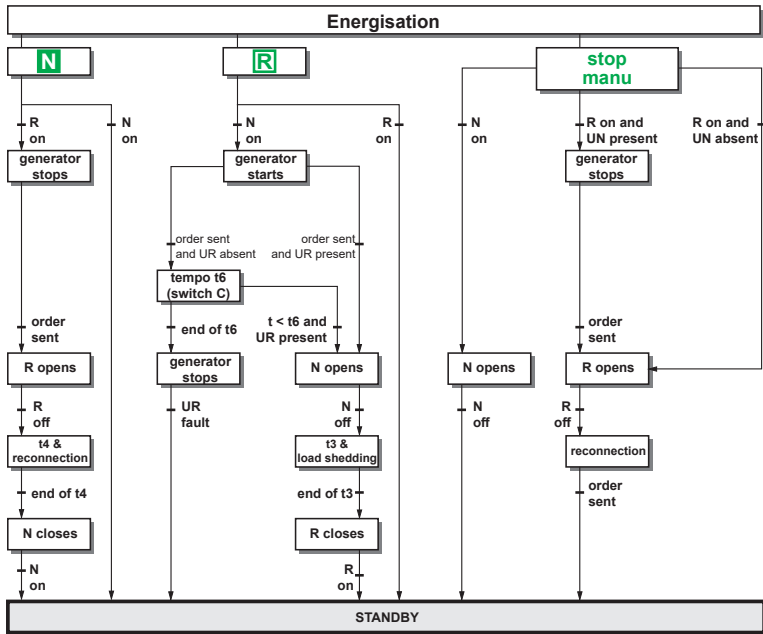 Energisation
N
R
stop
manu
R
on
N
on
N
on
R
on
N
on
R on and
UN present
R on and
UN absent
generator
stops
generator
starts
generator
stops
order sent
and UR absent
order sent
and UR present
tempo t6
(switch C)
order
sent
end of t6
t < t6 and
UR present
order
sent
R opens
generator
stops
N opens
N opens
R opens
R
off
UR
fault
N
off
N
off
R
off
t4 &
reconnection
t3 &
load shedding
reconnection
end of t4
end of t3
order
sent
N closes
R closes
N
on
R
on
STANDBY